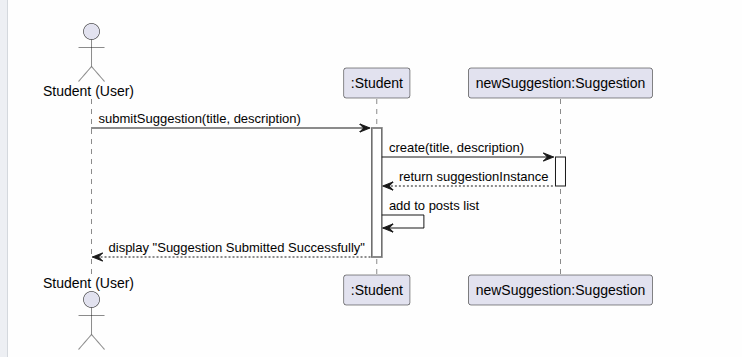 Student (User)
:Student
newSuggestion:Suggestion
submitSuggestion(title, description)
create(title, description)
return suggestionInstance
add to posts list
display "Suggestion Submitted Successfully"
Student (User)
:Student
newSuggestion:Suggestion